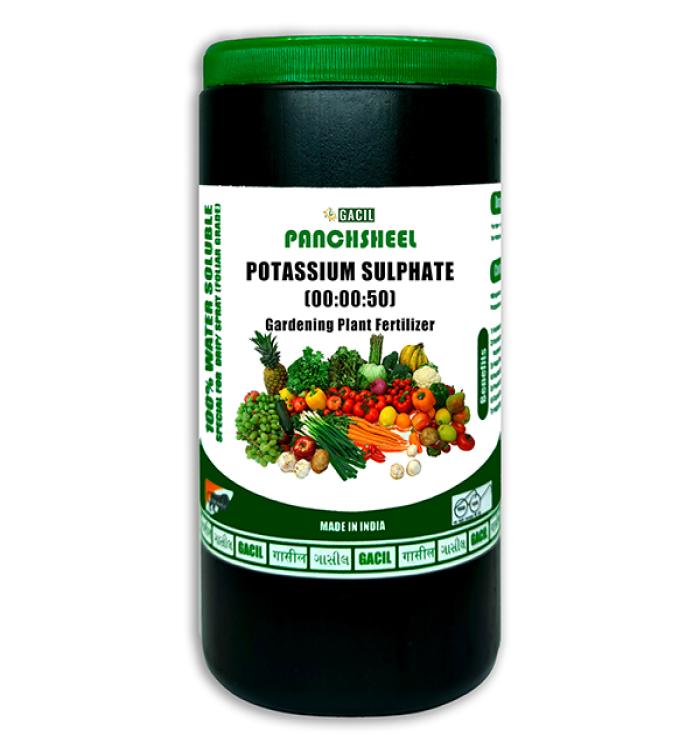 GACIL
PANCHSHEEL
POTASSIUM SULPHATE
(00:00:50)
Gardening Plant Fertilizer
100% WATER SOLUBLE
SPECIAL FOR DRIP/ SPRAY (FOLIAR GRADE)
Benefits
MADE IN INDIA
गासील ગાસીલ GACIL गासील ગાસીલ GACIL गासील ગાસીલ GACIL